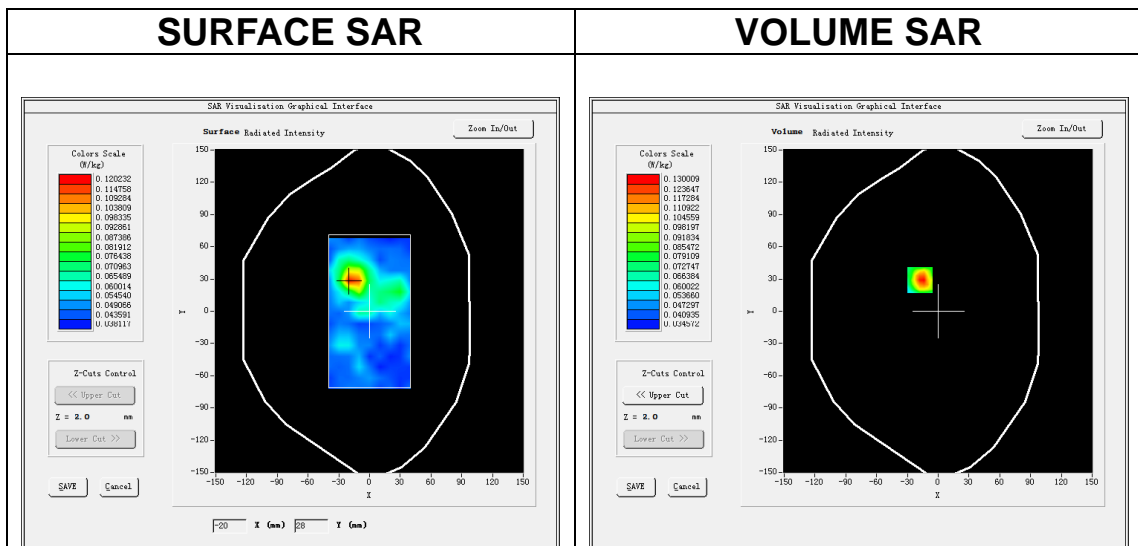 SURFACE SAR
VOLUME SAR
SAR Visualisation Graphical Interface
Surface Radiated Intensity
Zoom In/Out
Colors Scale
(W/kg)
0.120232
0.114758
0.109284
0.103809
0.098335
0.092861
0.087386
0.081912
0.076438
0.070963
0.065489
0.060014
0.054540
0.049066
0.043591
0.038117
150
120
90
60
30
0
-30
-60
-90
-120
-150
Y
-150 -120 -90 -60 -30 0 30 60 90 120 150
X
Z-Cuts Control
<< Upper Cut
Z = 2.0 mm
Lower Cut >>
SAVE Cancel
-20 X (mm) 28 Y (mm)
SAR Visualisation Graphical Interface
Volume Radiated Intensity
Zoom In/Out
Colors Scale
(W/kg)
0.130009
0.123647
0.117284
0.110922
0.104559
0.098197
0.091834
0.085472
0.079109
0.072747
0.066384
0.060022
0.053660
0.047297
0.040935
0.034572
150
120
90
60
30
0
-30
-60
-90
-120
-150
Y
-150 -120 -90 -60 -30 0 30 60 90 120 150
X
Z-Cuts Control
<< Upper Cut
Z = 2.0 mm
Lower Cut >>
SAVE Cancel